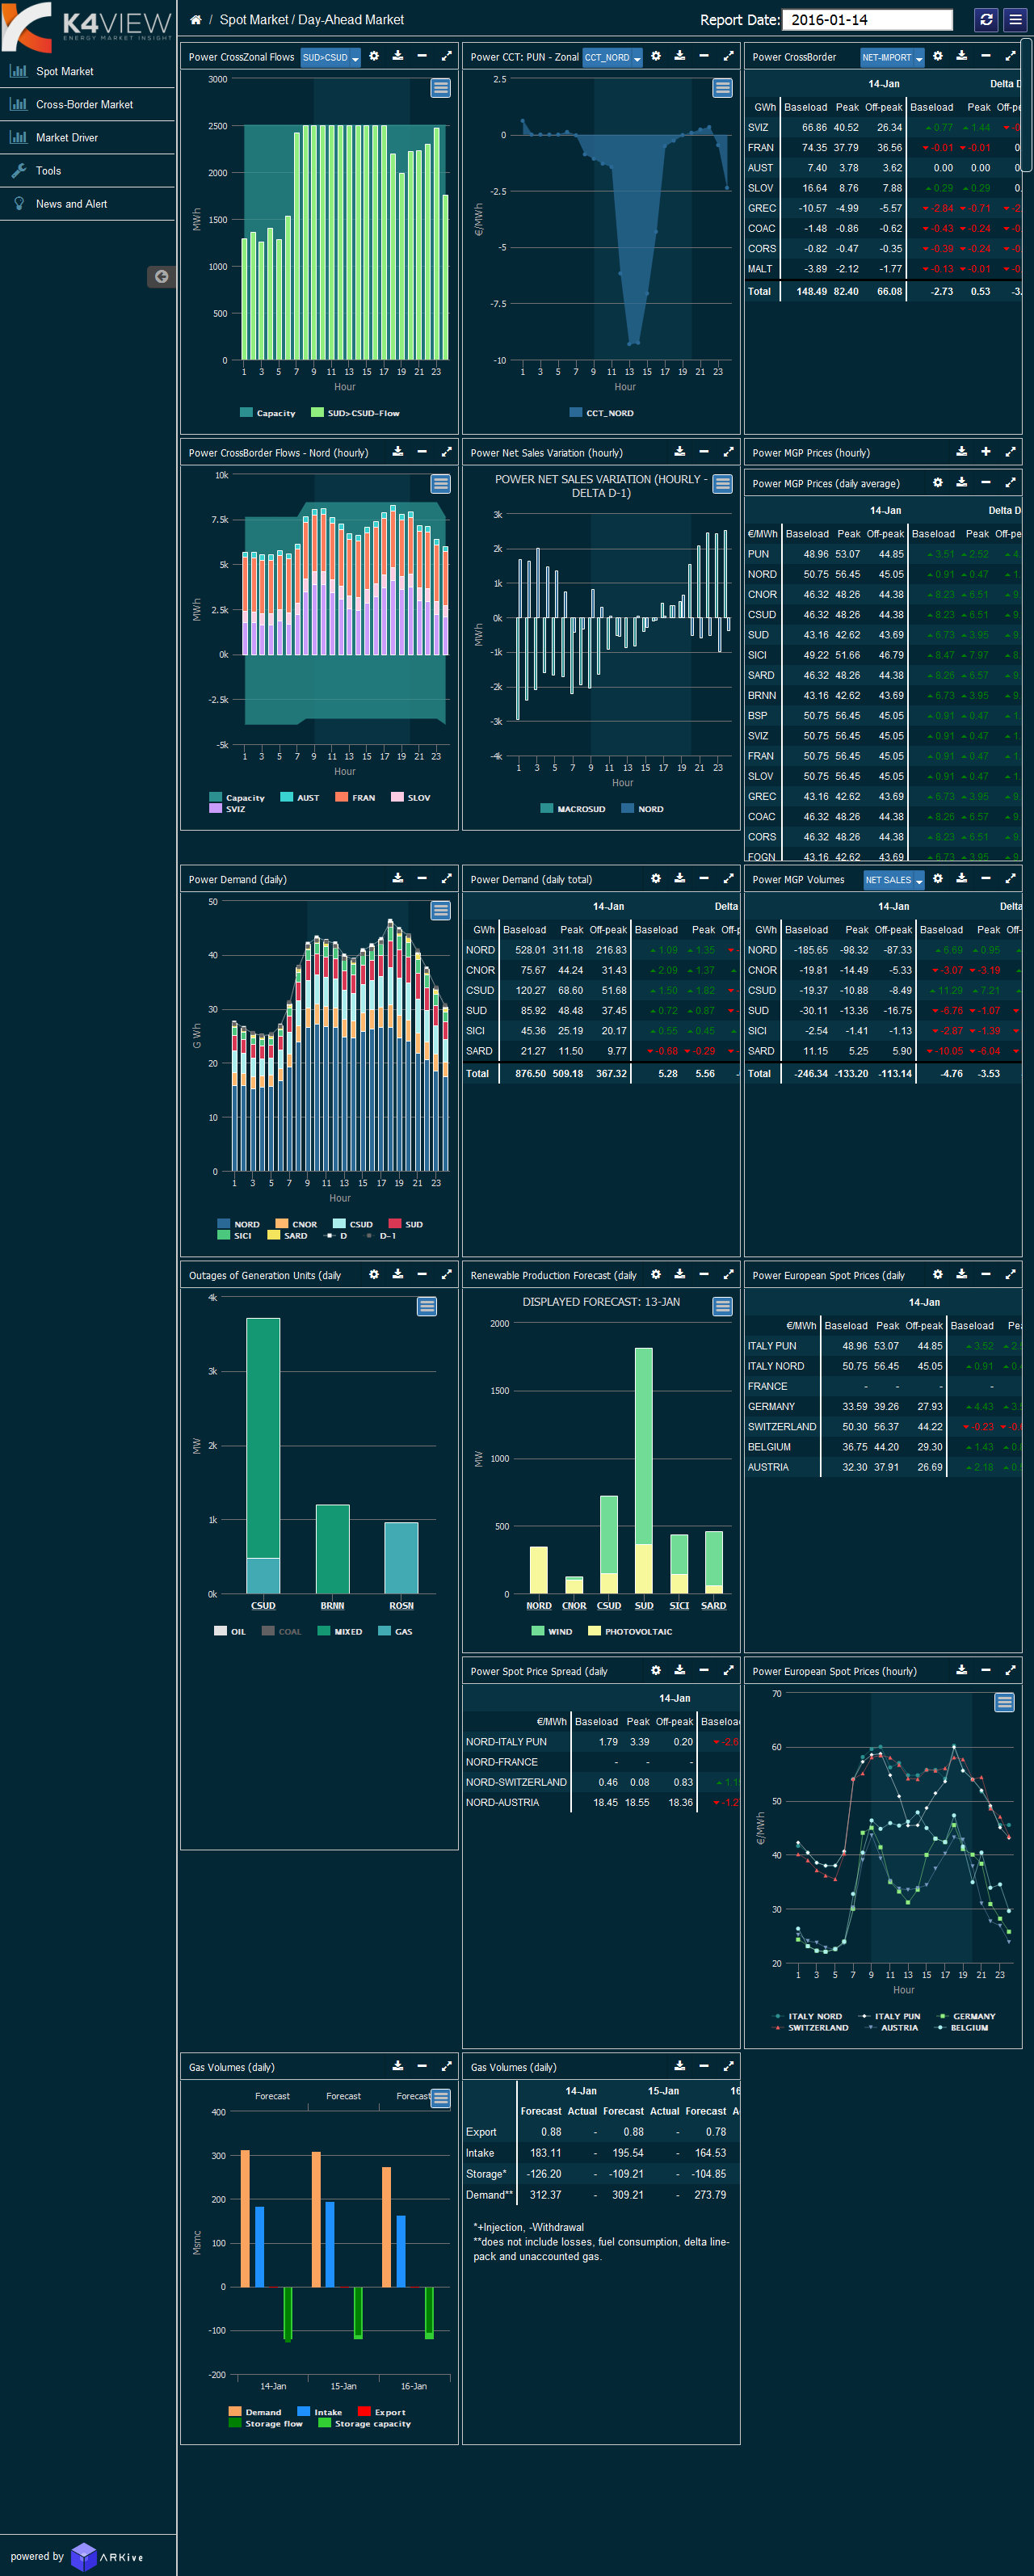 K4VIEW
ENERGY MARKET INSIGHT
Spot Market
Cross-Border Market
Market Driver
Tools
News and Alert
/ Spot Market / Day-Ahead Market
Report Date: 2016-01-14
Power CrossZonal Flows SUD>CSUD
3000
2500
2000
1500
1000
500
0
MWh
1 3 5 7 9 11 13 15 17 19 21 23
Hour
Capacity SUD>CSUD-Flow
Power CCT: PUN - Zonal CCT_NORD
2.5
0
-2.5
-5
-7.5
-10
€/MWh
1 3 5 7 9 11 13 15 17 19 21 23
Hour
CCT_NORD
Power CrossBorder NET-IMPORT
14-Jan Delta D
GWh Baseload Peak Off-peak Baseload Peak Off-p
SVIZ 66.86 40.52 26.34 0.77 1.44 -0
FRAN 74.35 37.79 36.56 -0.01 -0.01 0
AUST 7.40 3.78 3.62 0.00 0.00 0
SLOV 16.64 8.76 7.88 0.29 0.29 0.
GREC -10.57 -4.99 -5.57 -2.84 -0.71 -2
COAC -1.48 -0.86 -0.62 -0.43 -0.24 -0
CORS -0.82 -0.47 -0.35 -0.39 -0.24 -0
MALT -3.89 -2.12 -1.77 -0.13 -0.01 -0
Total 148.49 82.40 66.08 -2.73 0.53 -3.
Power CrossBorder Flows - Nord (hourly)
10k
7.5k
5k
2.5k
0k
-2.5k
-5k
MWh
1 3 5 7 9 11 13 15 17 19 21 23
Hour
Capacity AUST FRAN SLOV
SVIZ
Power Net Sales Variation (hourly)
POWER NET SALES VARIATION (HOURLY -
DELTA D-1)
3k
2k
1k
0k
-1k
-2k
-3k
-4k
MWh
1 3 5 7 9 11 13 15 17 19 21 23
Hour
MACROSUD NORD
Power MGP Prices (hourly)
Power MGP Prices (daily average)
14-Jan Delta D
€/MWh Baseload Peak Off-peak Baseload Peak Off-pe
PUN 48.96 53.07 44.85 3.51 2.52 4.
NORD 50.75 56.45 45.05 0.91 0.47 1.
CNOR 46.32 48.26 44.38 8.23 6.51 9.
CSUD 46.32 48.26 44.38 8.23 6.51 9.
SUD 43.16 42.62 43.69 6.73 3.95 9.
SICI 49.22 51.66 46.79 8.47 7.97 8.
SARD 46.32 48.26 44.38 8.26 6.57 9.
BRNN 43.16 42.62 43.69 6.73 3.95 9.
BSP 50.75 56.45 45.05 0.91 0.47 1.
SVIZ 50.75 56.45 45.05 0.91 0.47 1.
FRAN 50.75 56.45 45.05 0.91 0.47 1.
SLOV 50.75 56.45 45.05 0.91 0.47 1.
GREC 43.16 42.62 43.69 6.73 3.95 9.
COAC 46.32 48.26 44.38 8.26 6.57 9.
CORS 46.32 48.26 44.38 8.23 6.51 9.
FOGN 43.16 42.62 43.69 6.73 3.95 9.
Power Demand (daily)
50
40
30
20
10
0
G Wh
1 3 5 7 9 11 13 15 17 19 21 23
Hour
NORD CNOR CSUD SUD
SICI SARD D D-1
Power Demand (daily total)
14-Jan Delta
GWh Baseload Peak Off-peak Baseload Peak Off-p
NORD 528.01 311.18 216.83 1.09 1.35
CNOR 75.67 44.24 31.43 2.09 1.37
CSUD 120.27 68.60 51.68 1.50 1.82
SUD 85.92 48.48 37.45 0.72 0.87
SICI 45.36 25.19 20.17 0.55 0.45
SARD 21.27 11.50 9.77 -0.68 -0.29
Total 876.50 509.18 367.32 5.28 5.56
Power MGP Volumes NET SALES
14-Jan Delta
GWh Baseload Peak Off-peak Baseload Peak Off-
NORD -185.65 -98.32 -87.33 6.69 0.95
CNOR -19.81 -14.49 -5.33 -3.07 -3.19
CSUD -19.37 -10.88 -8.49 11.29 7.21
SUD -30.11 -13.36 -16.75 -6.76 -1.07
SICI -2.54 -1.41 -1.13 -2.87 -1.39
SARD 11.15 5.25 5.90 -10.05 -6.04
Total -246.34 -133.20 -113.14 -4.76 -3.53
Outages of Generation Units (daily
4k
3k
2k
1k
0k
MW
CSUD BRNN ROSN
OIL COAL MIXED GAS
Renewable Production Forecast (daily
DISPLAYED FORECAST: 13-JAN
2000
1500
1000
500
0
MW
NORD CNOR CSUD SUD SICI SARD
WIND PHOTOVOLTAIC
Power European Spot Prices (daily
14-Jan
€/MWh Baseload Peak Off-peak Baseload Pea
ITALY PUN 48.96 53.07 44.85 3.52 2.5
ITALY NORD 50.75 56.45 45.05 0.91 0.4
FRANCE - - - -
GERMANY 33.59 39.26 27.93 4.43 3.9
SWITZERLAND 50.30 56.37 44.22 -0.23 -0.
BELGIUM 36.75 44.20 29.30 1.43 0.8
AUSTRIA 32.30 37.91 26.69 2.18 0.9
Power Spot Price Spread (daily
14-Jan
€/MWh Baseload Peak Off-peak Baseloa
NORD-ITALY PUN 1.79 3.39 0.20 -2.6
NORD-FRANCE - - -
NORD-SWITZERLAND 0.46 0.08 0.83 1.1
NORD-AUSTRIA 18.45 18.55 18.36 -1.2
Power European Spot Prices (hourly)
70
60
50
40
30
20
€/MWh
1 3 5 7 9 11 13 15 17 19 21 23
Hour
ITALY NORD ITALY PUN GERMANY
SWITZERLAND AUSTRIA BELGIUM
Gas Volumes (daily)
Forecast Forecast Forecast
400
300
200
100
0
-100
-200
Msmc
14-Jan 15-Jan 16-Jan
Demand Intake Export
Storage flow Storage capacity
Gas Volumes (daily)
14-Jan 15-Jan 16
Forecast Actual Forecast Actual Forecast A
Export 0.88 - 0.88 - 0.78
Intake 183.11 - 195.54 - 164.53
Storage* -126.20 - -109.21 - -104.85
Demand** 312.37 - 309.21 - 273.79
*+Injection, -Withdrawal
**does not include losses, fuel consumption, delta line-
pack and unaccounted gas.
powered by ARKive